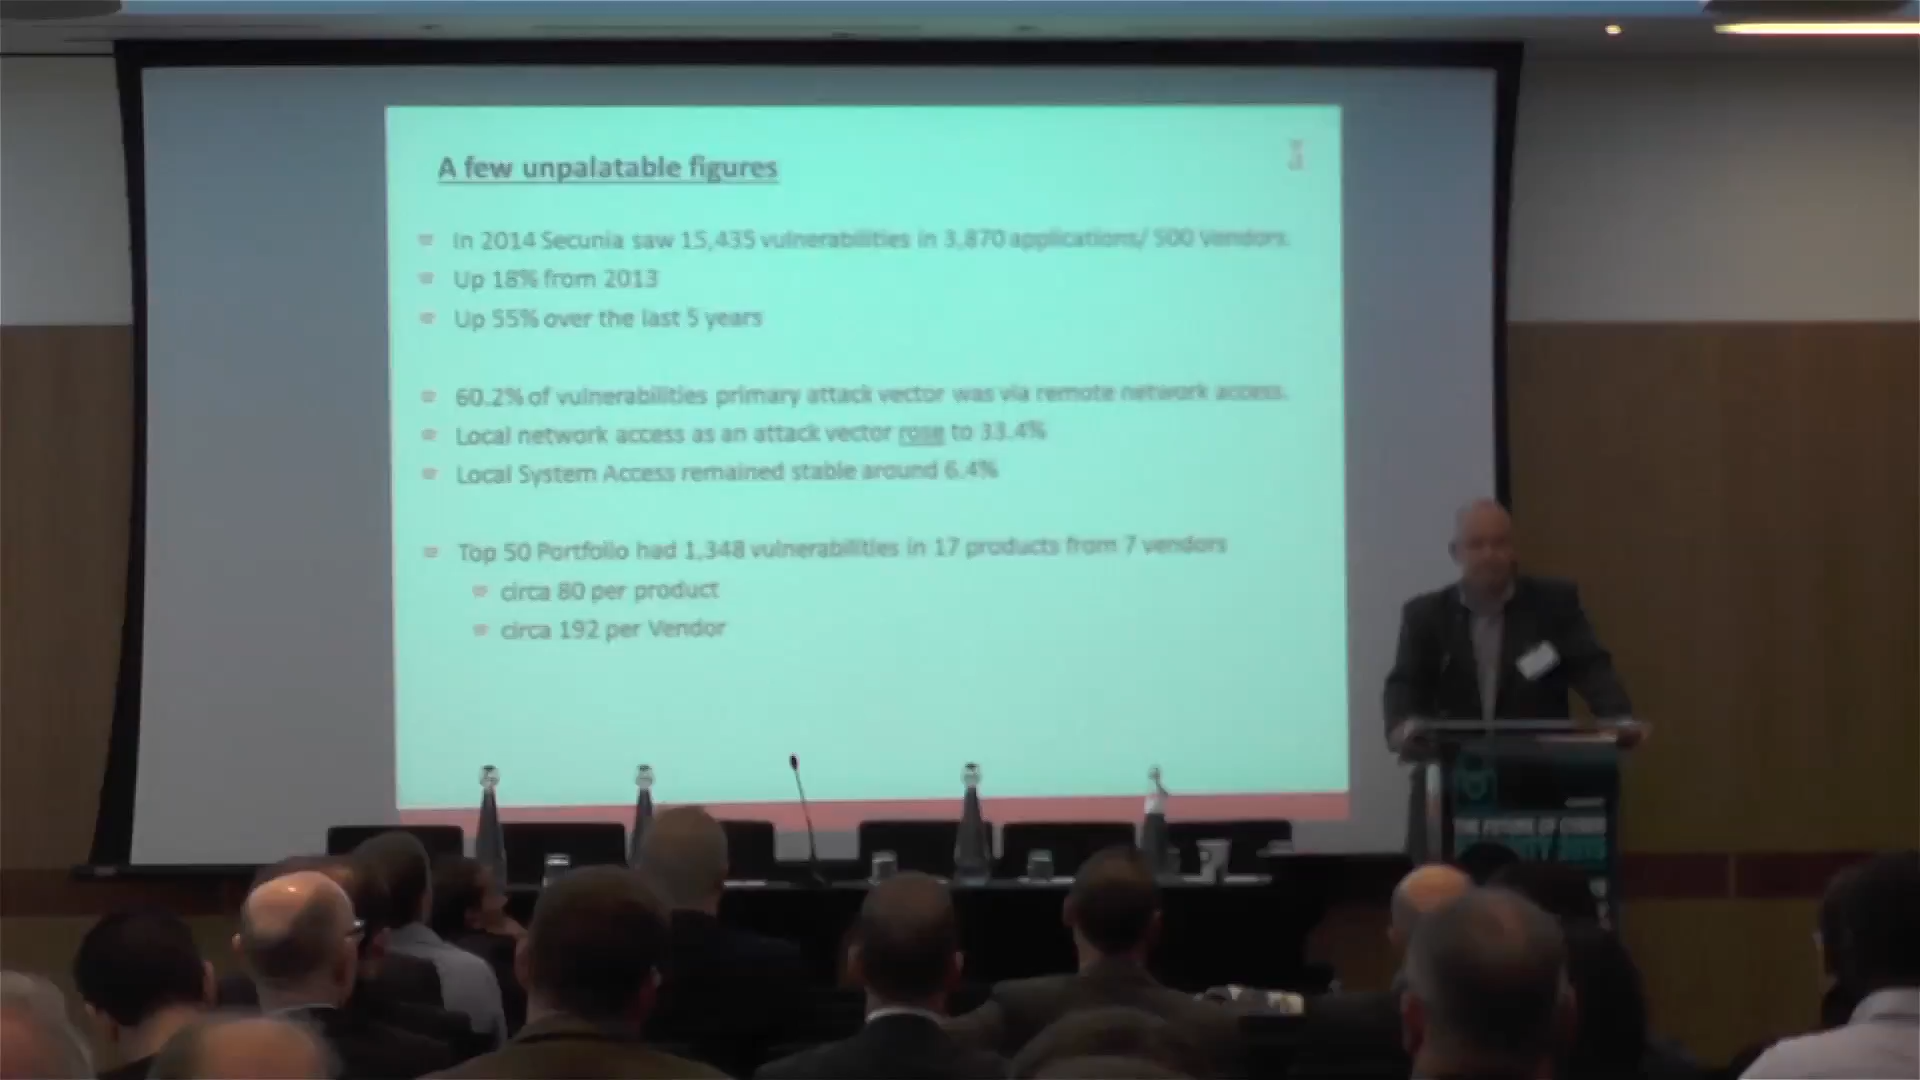 A few unpalatable figures
In 2014 Secunia saw 15,435 vulnerabilities in 3,870 applications/ 500 Vendors.
Up 18% from 2013
Up 55% over the last 5 years
60.2% of vulnerabilities primary attack vector was via remote network access.
Local network access as an attack vector rose to 33.4%
Local System Access remained stable around 6.4%
Top 50 Portfolio had 1,348 vulnerabilities in 17 products from 7 vendors
circa 80 per product
circa 192 per Vendor
THE FUTURE OF CYBER